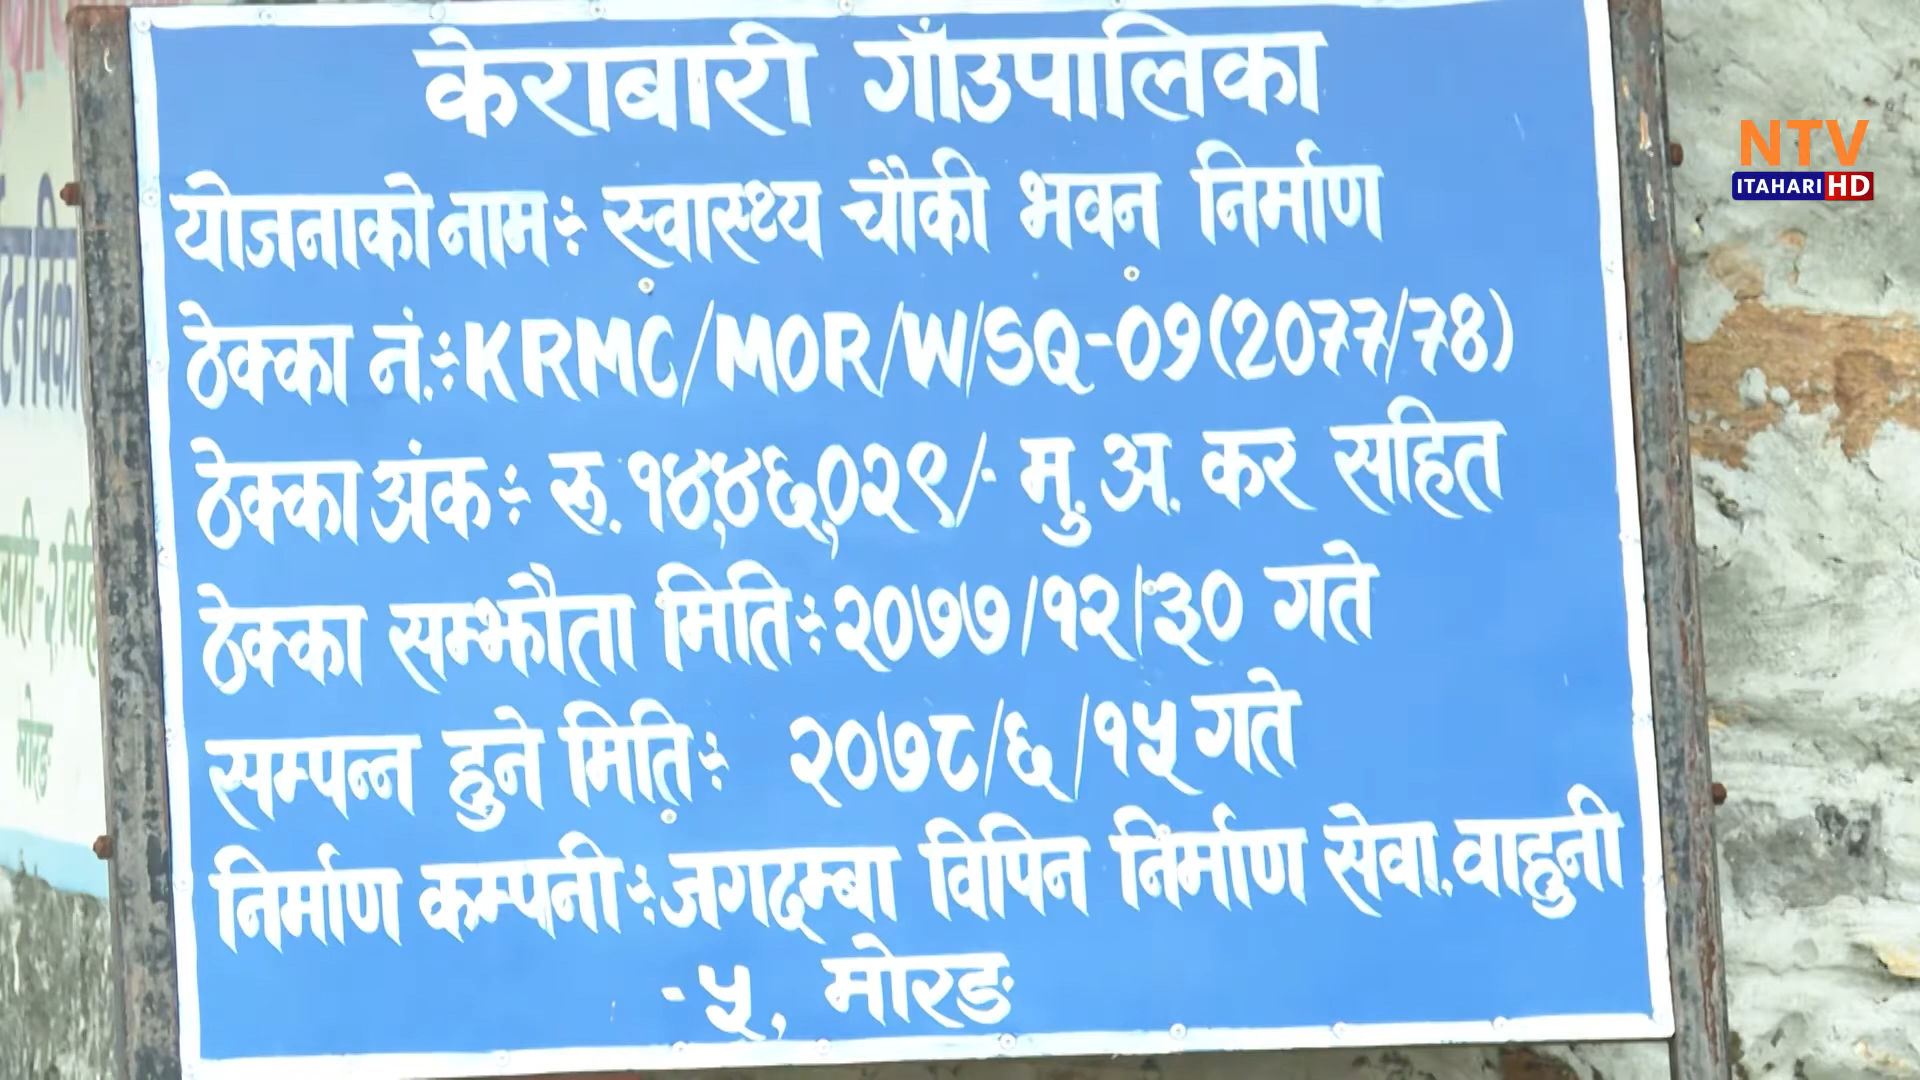 केराबारी गाँउपालिका
योजनाको नामः स्वास्थ्य चौकी भवन निर्माण
ठेक्का नं.ः KRMC/MOR/W/SQ-09(2077/78)
ठेक्का अंकः रू. १४,४६,०२९/- मु. अ. कर सहित
ठेक्का सम्झौता मितिः २०७७/१२/३० गते
सम्पन्न हुने मितिः २०७८/६/१५ गते
निर्माण कम्पनीः जगदम्बा विपिन निर्माण सेवा. वाहुनी
-५, मोरङ
NTV
ITAHARI HD
मोरङ